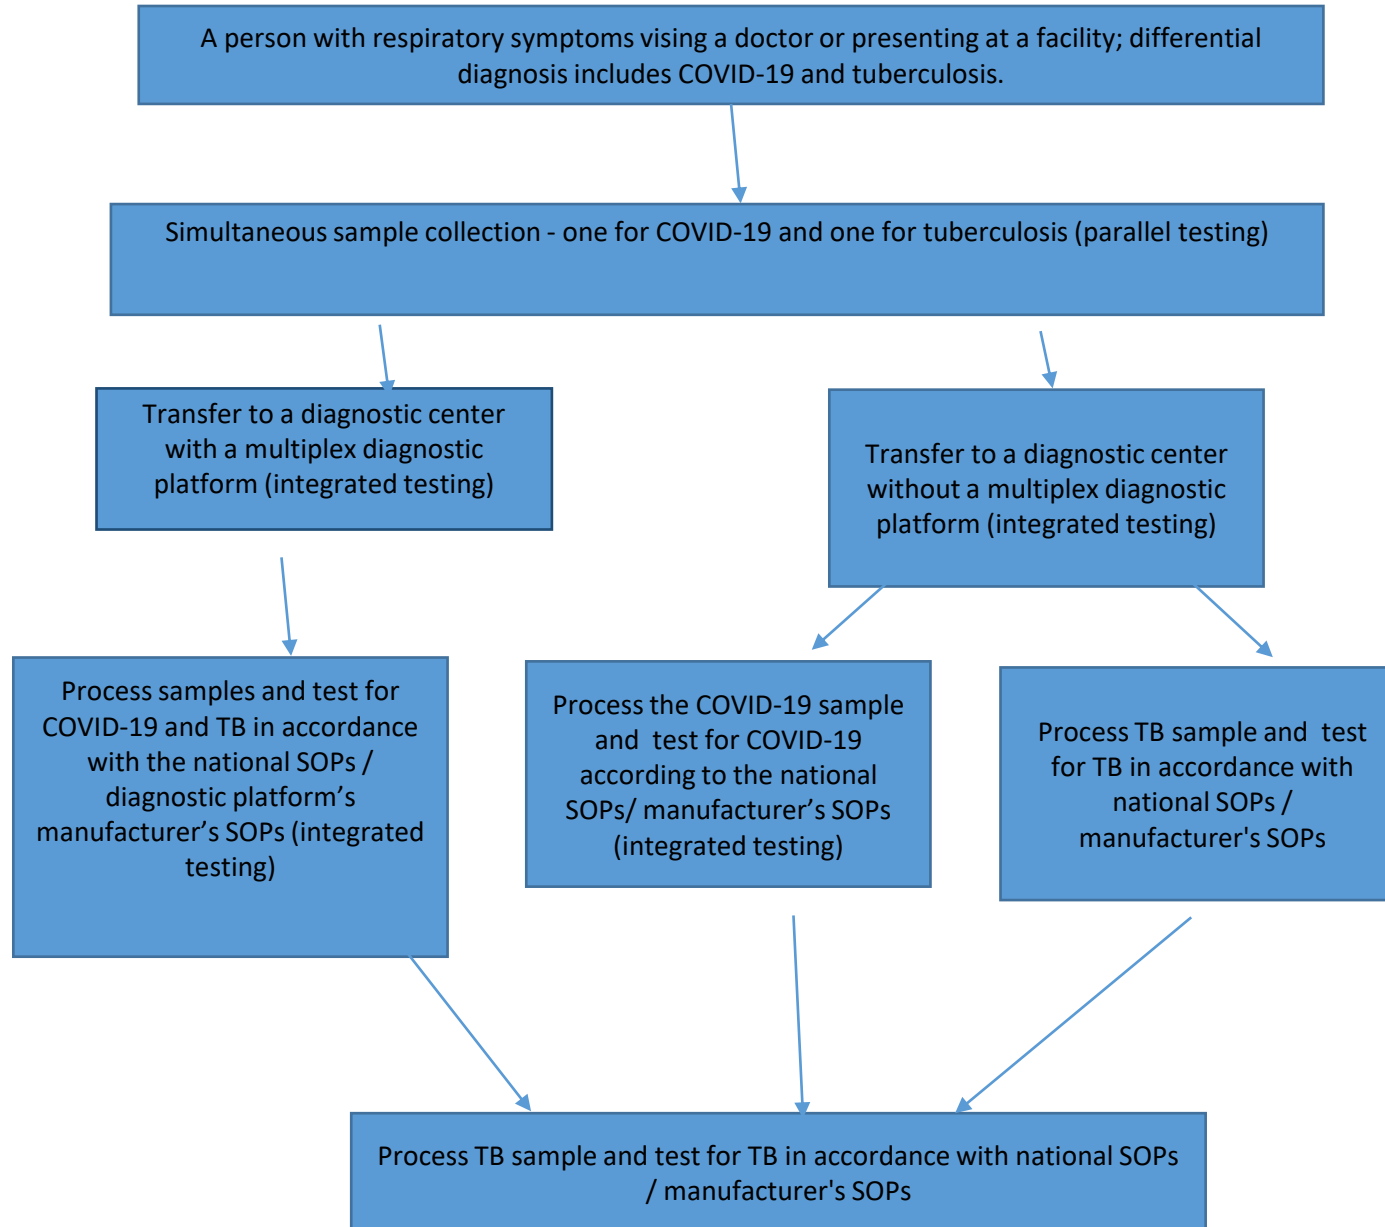 A person with respiratory symptoms vising a doctor or presenting at a facility; differential
diagnosis includes COVID-19 and tuberculosis.
Simultaneous sample collection - one for COVID-19 and one for tuberculosis (parallel testing)
Transfer to a diagnostic center
with a multiplex diagnostic
platform (integrated testing)
Transfer to a diagnostic center
without a multiplex diagnostic
platform (integrated testing)
Process samples and test for
COVID-19 and TB in accordance
with the national SOPs /
diagnostic platform’s
manufacturer’s SOPs (integrated
testing)
Process the COVID-19 sample
and  test for COVID-19
according to the national
SOPs/ manufacturer’s SOPs
(integrated testing)
Process TB sample and  test
for TB in accordance with
national SOPs /
manufacturer's SOPs
Process TB sample and test for TB in accordance with national SOPs
/ manufacturer's SOPs